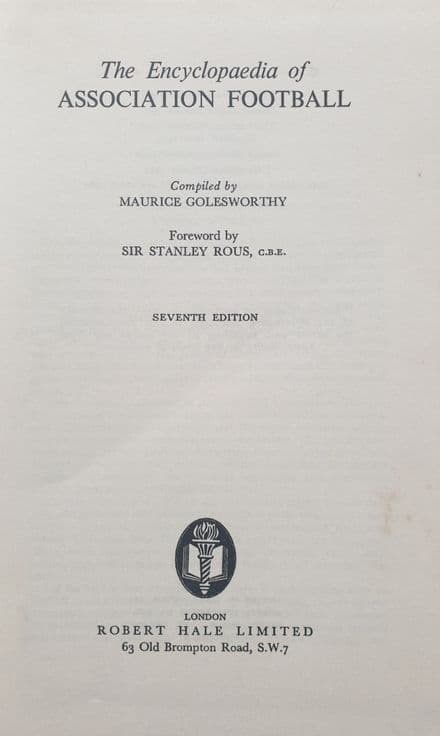 The Encyclopaedia of
ASSOCIATION FOOTBALL
Compiled by
MAURICE GOLESWORTHY
Foreword by
SIR STANLEY ROUS, C.B.E.
SEVENTH EDITION
LONDON
ROBERT HALE LIMITED
63 Old Brompton Road, S.W.7